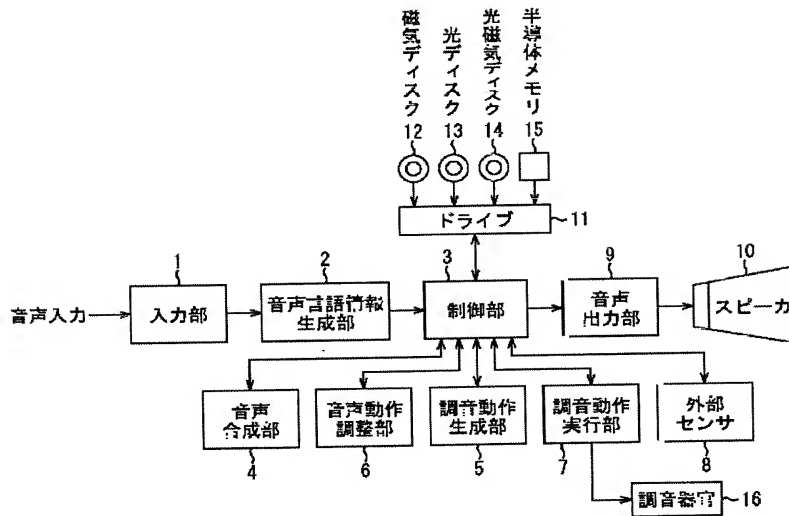 磁気ディスク
光ディスク
光磁気ディスク
半導体メモリ
12
13
14
15
ドライブ
11
音声入力
1
入力部
2
音声言語情報
生成部
3
制御部
9
音声
出力部
10
スピーカ
音声
合成部
4
音声動作
調整部
6
調音動作
生成部
5
調音動作
実行部
7
外部
センサ
8
調音器官
16